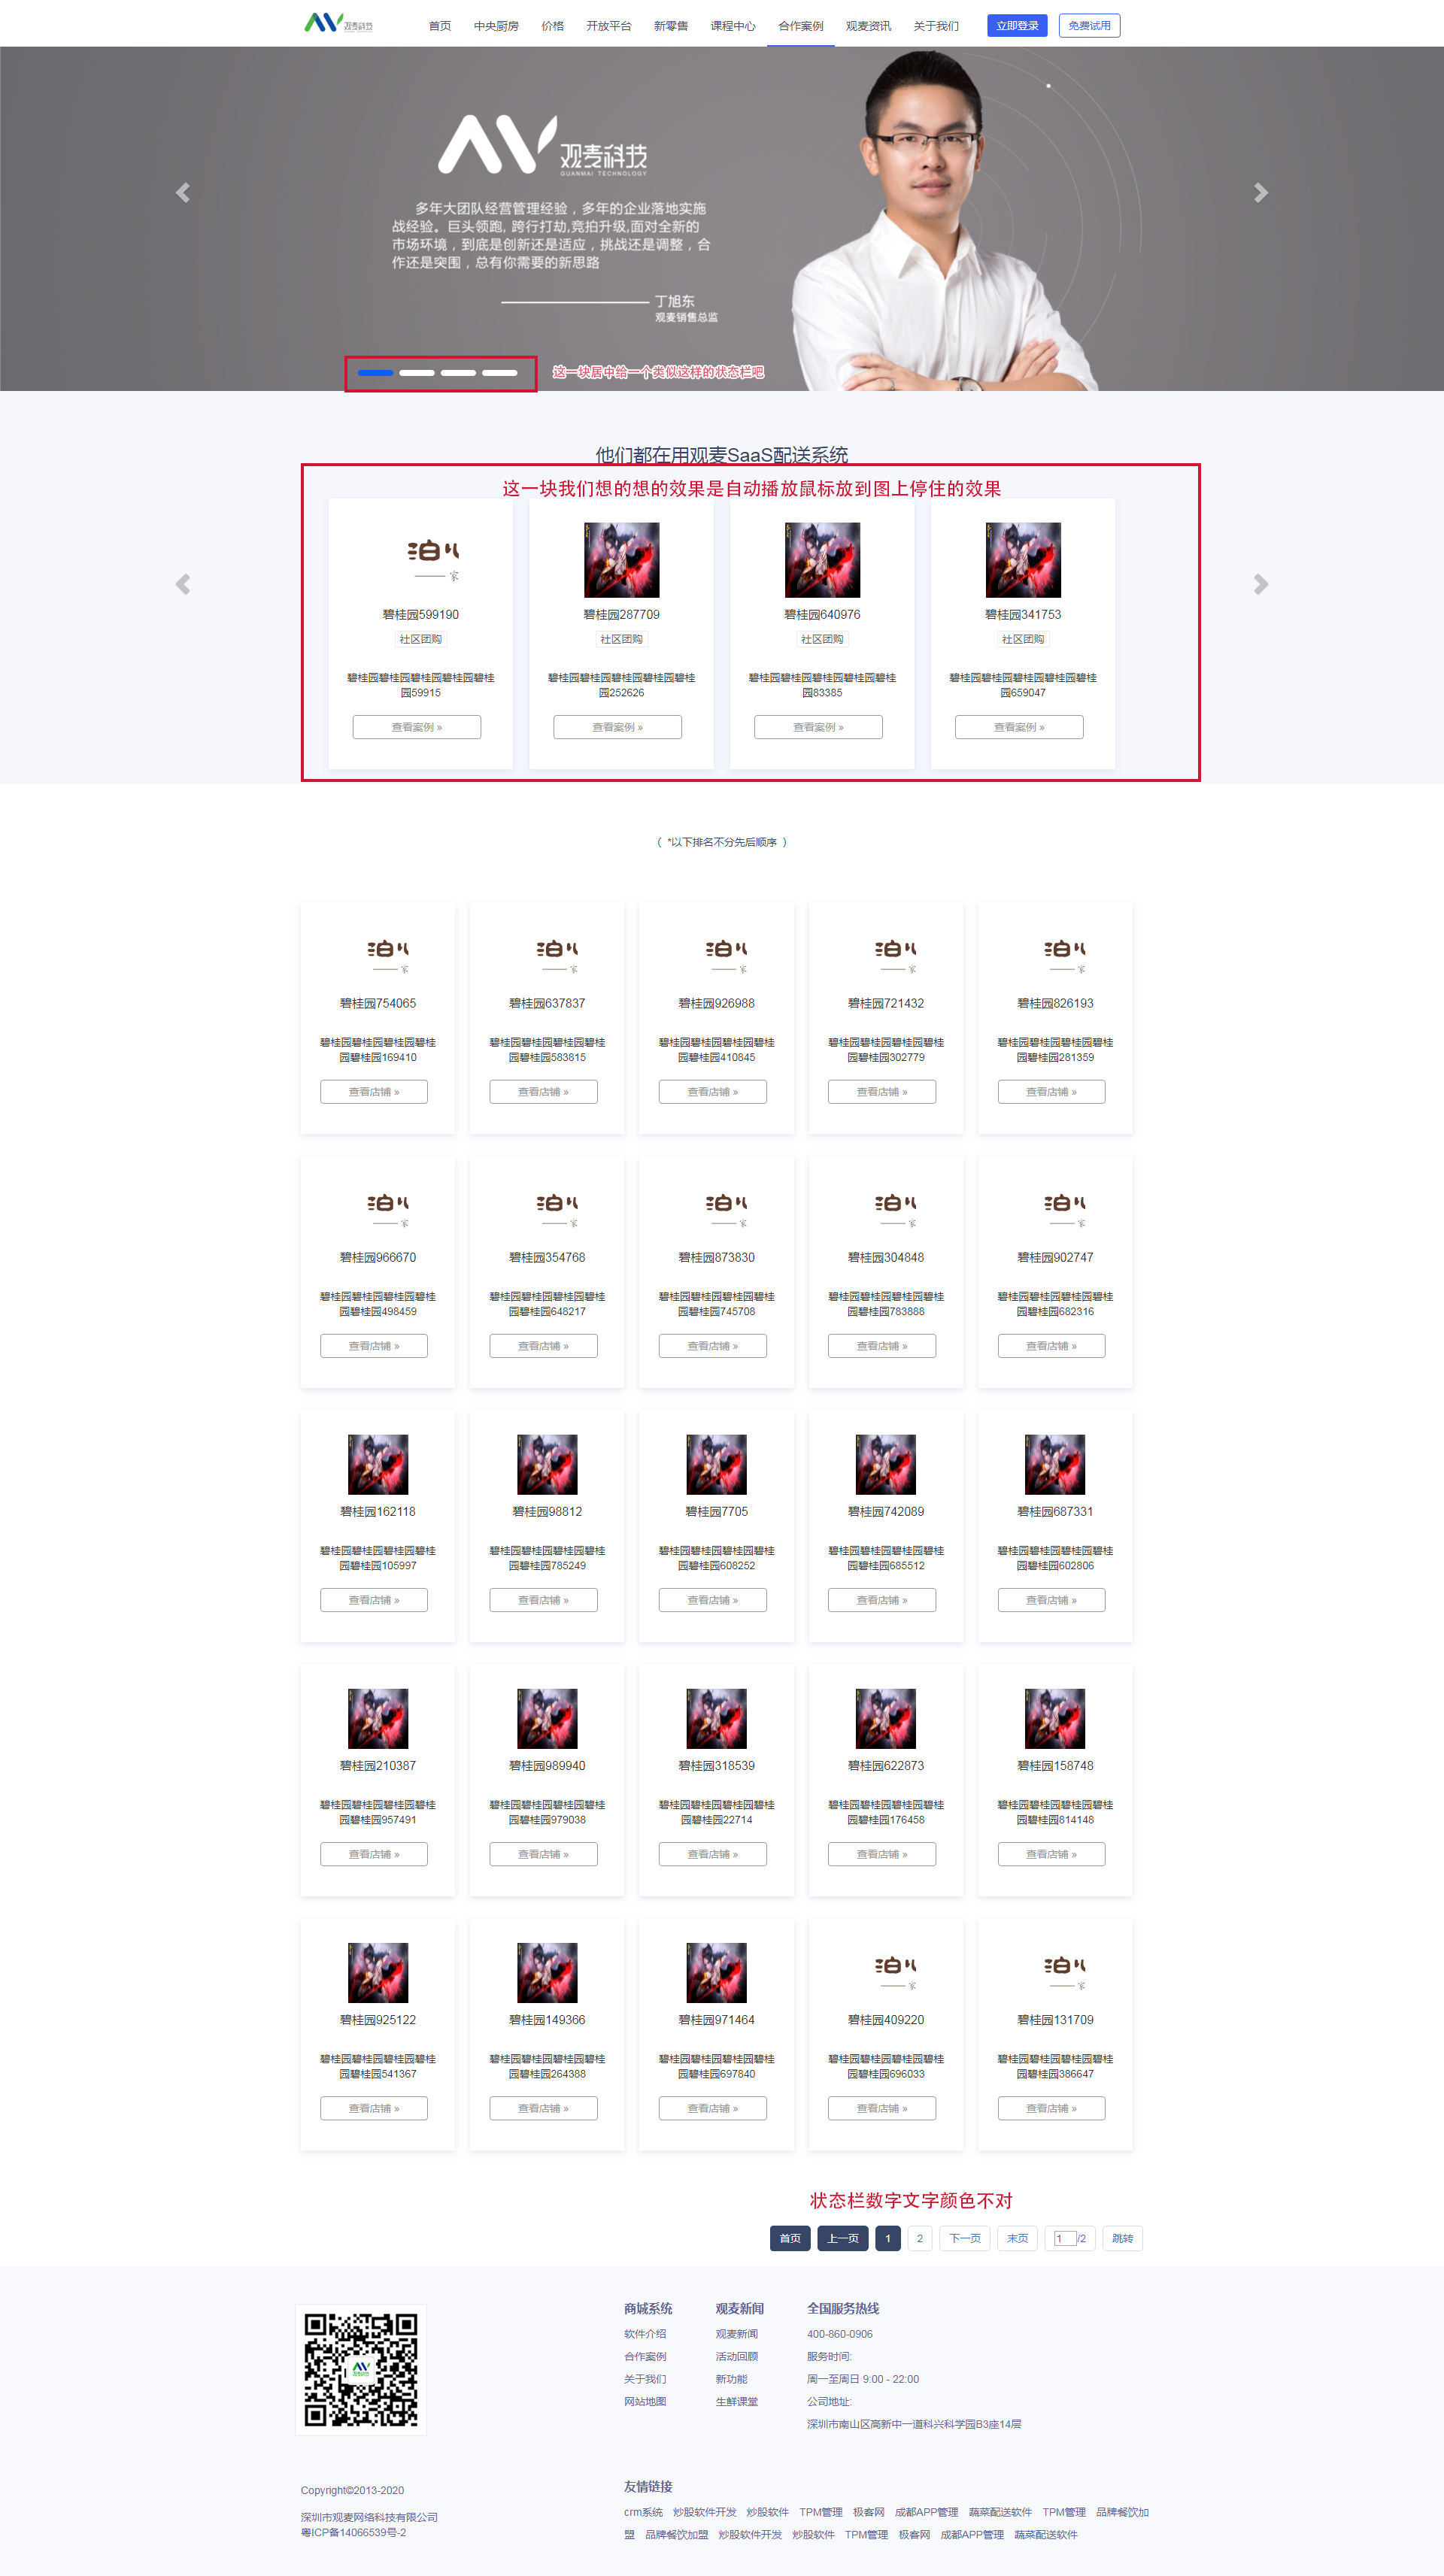 观麦科技 首页 中央厨房 价格 开放平台 新零售 课程中心 合作案例 观麦资讯 关于我们 立即登录 免费试用
观麦科技
GUANMAI TECHNOLOGY
多年大团队经营管理经验，多年的企业落地实施
战经验。巨头领跑, 跨行打劫,竞拍升级,面对全新的
市场环境，到底是创新还是适应，挑战还是调整，合
作还是突围，总有你需要的新思路
丁旭东
观麦销售总监
这一块居中给一个类似这样的状态栏吧
他们都在用观麦SaaS配送系统
这一块我们想的想的效果是自动播放鼠标放到图上停住的效果
泊儿
家
碧桂园599190 碧桂园287709 碧桂园640976 碧桂园341753
社区团购 社区团购 社区团购 社区团购
碧桂园碧桂园碧桂园碧桂园碧桂 碧桂园碧桂园碧桂园碧桂园碧桂 碧桂园碧桂园碧桂园碧桂园碧桂 碧桂园碧桂园碧桂园碧桂园碧桂
园59915 园252626 园83385 园659047
查看案例 » 查看案例 » 查看案例 » 查看案例 »
（ *以下排名不分先后顺序 ）
泊儿 泊儿 泊儿 泊儿 泊儿
家 家 家 家 家
碧桂园754065 碧桂园637837 碧桂园926988 碧桂园721432 碧桂园826193
碧桂园碧桂园碧桂园碧桂 碧桂园碧桂园碧桂园碧桂 碧桂园碧桂园碧桂园碧桂 碧桂园碧桂园碧桂园碧桂 碧桂园碧桂园碧桂园碧桂
园碧桂园169410 园碧桂园583815 园碧桂园410845 园碧桂园302779 园碧桂园281359
查看店铺 » 查看店铺 » 查看店铺 » 查看店铺 » 查看店铺 »
泊儿 泊儿 泊儿 泊儿 泊儿
家 家 家 家 家
碧桂园966670 碧桂园354768 碧桂园873830 碧桂园304848 碧桂园902747
碧桂园碧桂园碧桂园碧桂 碧桂园碧桂园碧桂园碧桂 碧桂园碧桂园碧桂园碧桂 碧桂园碧桂园碧桂园碧桂 碧桂园碧桂园碧桂园碧桂
园碧桂园498459 园碧桂园648217 园碧桂园745708 园碧桂园783888 园碧桂园682316
查看店铺 » 查看店铺 » 查看店铺 » 查看店铺 » 查看店铺 »
碧桂园162118 碧桂园98812 碧桂园7705 碧桂园742089 碧桂园687331
碧桂园碧桂园碧桂园碧桂 碧桂园碧桂园碧桂园碧桂 碧桂园碧桂园碧桂园碧桂 碧桂园碧桂园碧桂园碧桂 碧桂园碧桂园碧桂园碧桂
园碧桂园105997 园碧桂园785249 园碧桂园608252 园碧桂园685512 园碧桂园602806
查看店铺 » 查看店铺 » 查看店铺 » 查看店铺 » 查看店铺 »
碧桂园210387 碧桂园989940 碧桂园318539 碧桂园622873 碧桂园158748
碧桂园碧桂园碧桂园碧桂 碧桂园碧桂园碧桂园碧桂 碧桂园碧桂园碧桂园碧桂 碧桂园碧桂园碧桂园碧桂 碧桂园碧桂园碧桂园碧桂
园碧桂园957491 园碧桂园979038 园碧桂园22714 园碧桂园176458 园碧桂园814148
查看店铺 » 查看店铺 » 查看店铺 » 查看店铺 » 查看店铺 »
泊儿 泊儿
家 家
碧桂园925122 碧桂园149366 碧桂园971464 碧桂园409220 碧桂园131709
碧桂园碧桂园碧桂园碧桂 碧桂园碧桂园碧桂园碧桂 碧桂园碧桂园碧桂园碧桂 碧桂园碧桂园碧桂园碧桂 碧桂园碧桂园碧桂园碧桂
园碧桂园541367 园碧桂园264388 园碧桂园697840 园碧桂园696033 园碧桂园386647
查看店铺 » 查看店铺 » 查看店铺 » 查看店铺 » 查看店铺 »
状态栏数字文字颜色不对
首页 上一页 1 2 下一页 末页 1 /2 跳转
商城系统 观麦新闻 全国服务热线
软件介绍 观麦新闻 400-860-0906
合作案例 活动回顾 服务时间:
关于我们 新功能 周一至周日 9:00 - 22:00
网站地图 生鲜课堂 公司地址:
深圳市南山区高新中一道科兴科学园B3座14层
Copyright©2013-2020
深圳市观麦网络科技有限公司
粤ICP备14066539号-2
友情链接
crm系统 炒股软件开发 炒股软件 TPM管理 极客网 成都APP管理 蔬菜配送软件 TPM管理 品牌餐饮加
盟 品牌餐饮加盟 炒股软件开发 炒股软件 TPM管理 极客网 成都APP管理 蔬菜配送软件